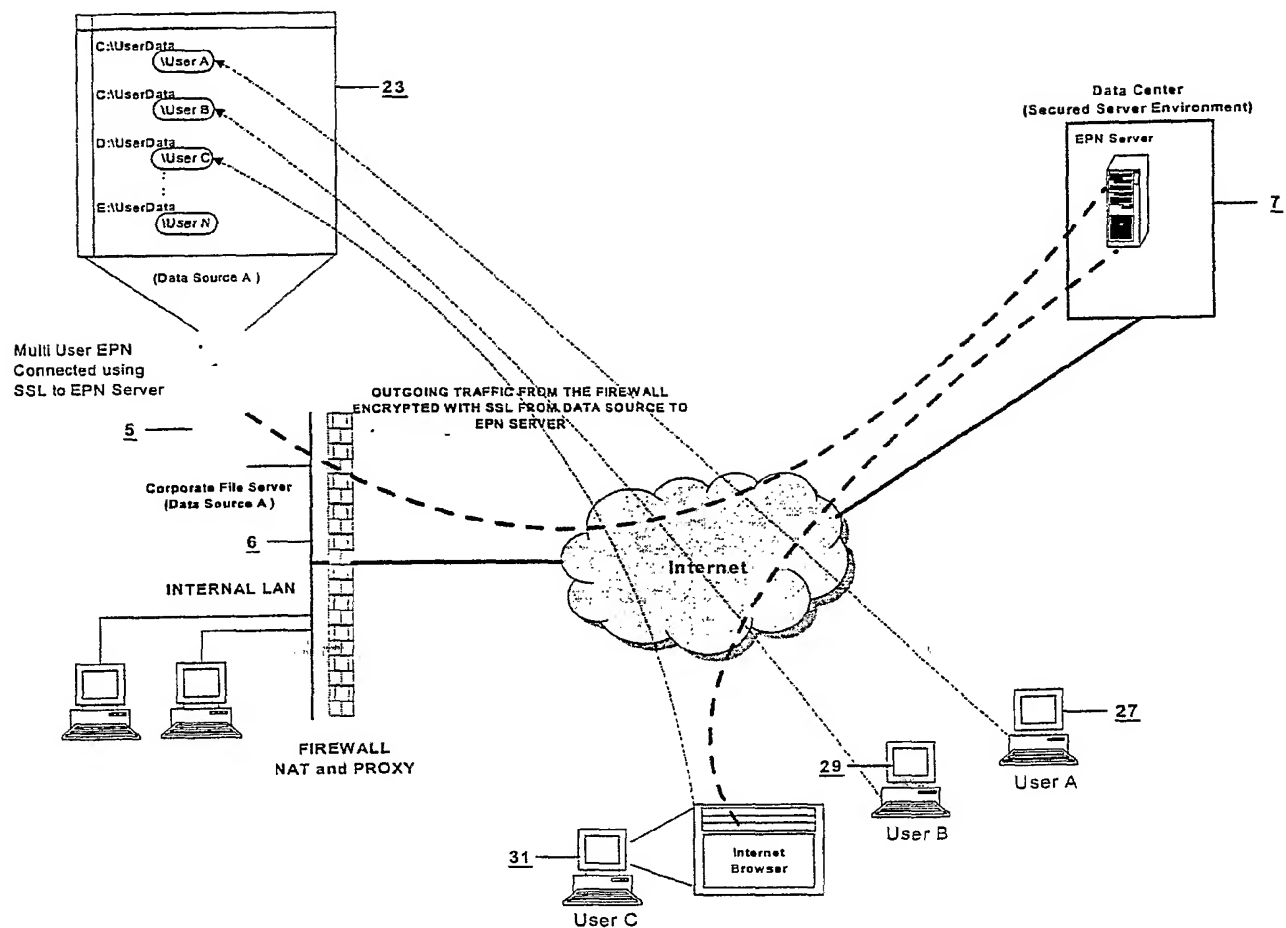 C:\UserData
\User A
C:\UserData
\User B
D:\UserData
\User C
E:\UserData
\User N
(Data Source A )
23
Data Center
(Secured Server Environment)
EPN Server
7
Multi User EPN
Connected using
SSL to EPN Server
5
OUTGOING TRAFFIC FROM THE FIREWALL
ENCRYPTED WITH SSL FROM DATA SOURCE TO
EPN SERVER
Corporate File Server
(Data Source A )
6
INTERNAL LAN
Internet
FIREWALL
NAT and PROXY
27
User A
29
User B
31
Internet
Browser
User C